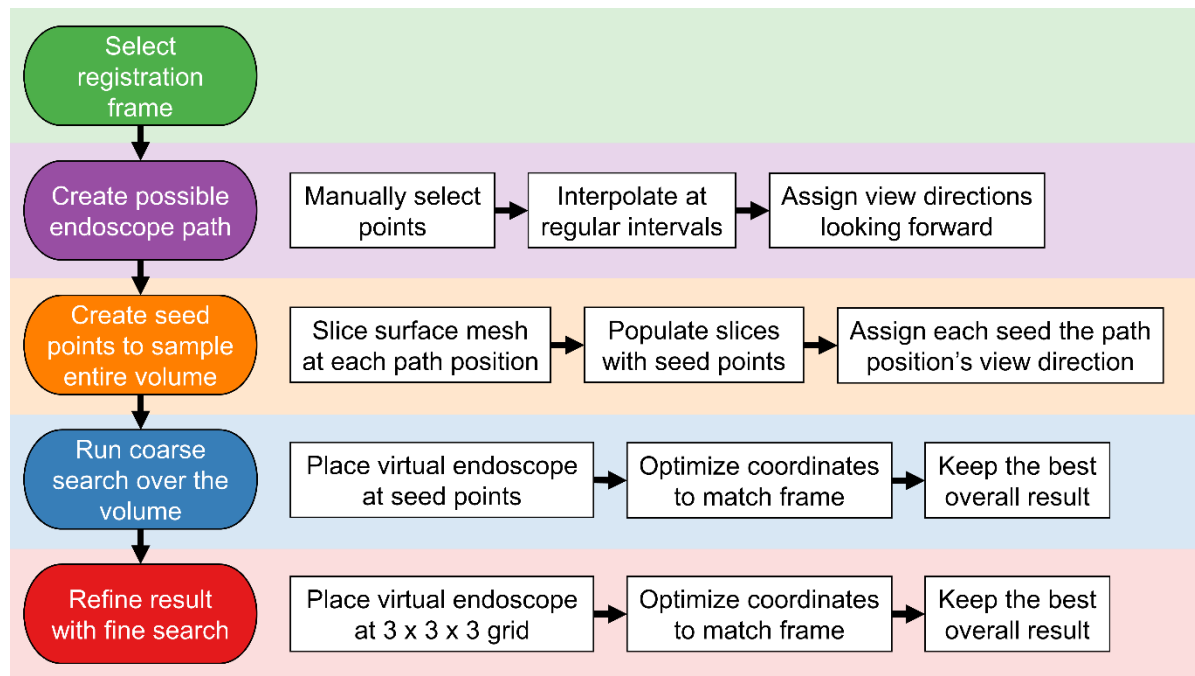 Select
registration
frame
Create possible
endoscope path
Manually select
points
Interpolate at
regular intervals
Assign view directions
looking forward
Create seed
points to sample
entire volume
Slice surface mesh
at each path position
Populate slices
with seed points
Assign each seed the path
position's view direction
Run coarse
search over the
volume
Place virtual endoscope
at seed points
Optimize coordinates
to match frame
Keep the best
overall result
Refine result
with fine search
Place virtual endoscope
at 3 x 3 x 3 grid
Optimize coordinates
to match frame
Keep the best
overall result